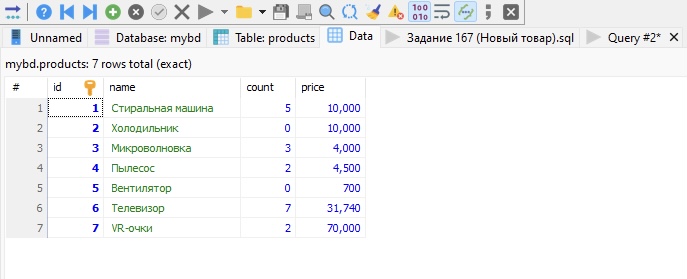 Unnamed Database: mybd Table: products Data Задание 167 (Новый товар).sql Query #2*
mybd.products: 7 rows total (exact)
# id name count price
1 1 Стиральная машина 5 10,000
2 2 Холодильник 0 10,000
3 3 Микроволновка 3 4,000
4 4 Пылесос 2 4,500
5 5 Вентилятор 0 700
6 6 Телевизор 7 31,740
7 7 VR-очки 2 70,000